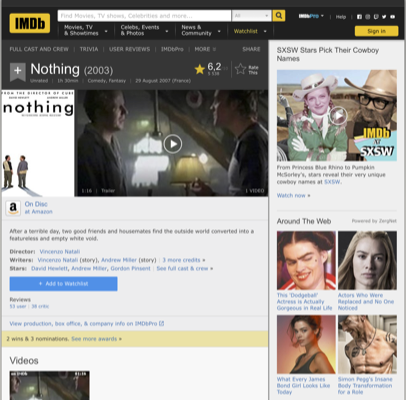 IMDb
Find Movies, TV shows, Celebrities and more...
All
IMDbPro
Help
Movies, TV & Showtimes
Celebs, Events & Photos
News & Community
Watchlist
Sign in
FULL CAST AND CREW | TRIVIA | USER REVIEWS | IMDbPro | MORE
SHARE
Nothing (2003)
Unrated | 1h 30min | Comedy, Fantasy | 29 August 2007 (France)
6,2
Rate This
FROM THE DIRECTOR OF CUBE
nothing
1:16 | Trailer
1 VIDEO
a
On Disc
at Amazon
After a terrible day, two good friends and housemates find the outside world converted into a featureless and empty white void.
Director: Vincenzo Natali
Writers: Vincenzo Natali (story), Andrew Miller (story) | 3 more credits »
Stars: David Hewlett, Andrew Miller, Gordon Pinsent | See full cast & crew »
+ Add to Watchlist
Reviews
53 user | 38 critic
View production, box office, & company info on IMDbPro
2 wins & 3 nominations. See more awards »
Videos
SXSW Stars Pick Their Cowboy Names
IMDb
at
SXSW
From Princess Blue Rhino to Pumpkin McSorley's, stars reveal their very unique cowboy names at SXSW.
Watch now »
Around The Web
Powered by ZergNet
This 'Dodgeball' Actress is Actually Gorgeous in Real Life
Actors Who Were Replaced and No One Noticed
What Every James Bond Girl Looks Like Today
Simon Pegg's Insane Body Transformation for a Role